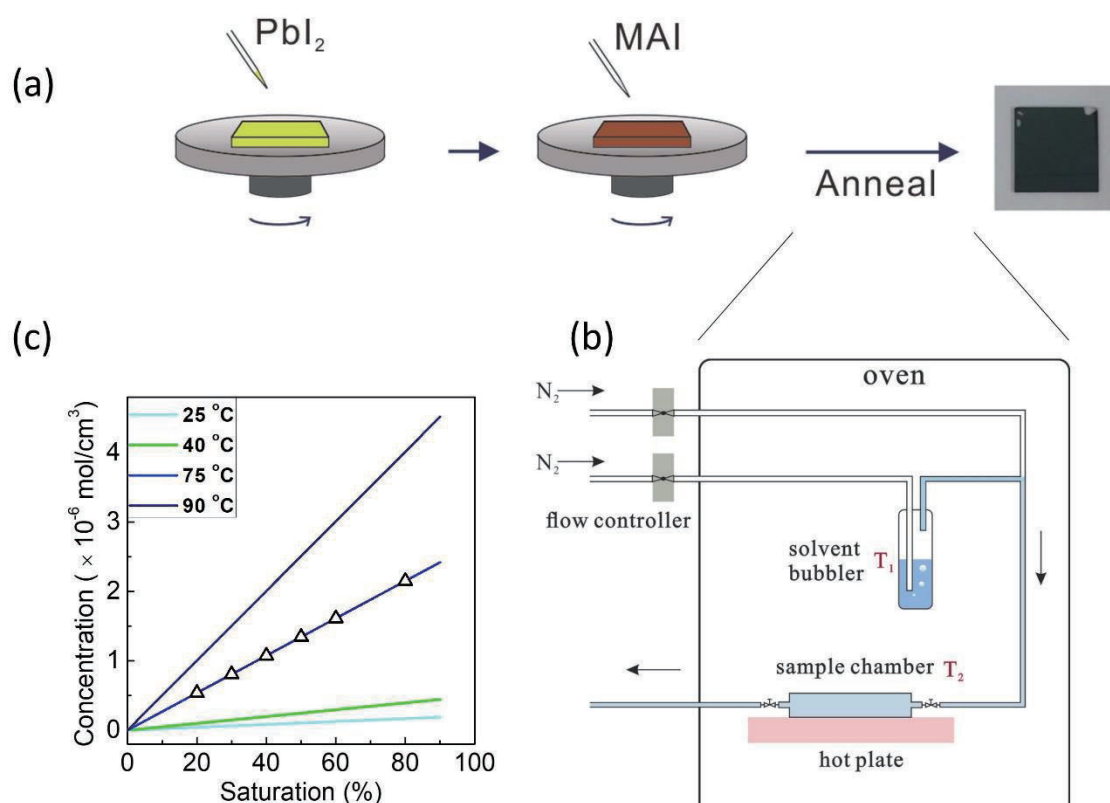 (a)
PbI₂
MAI
Anneal
(c)
Concentration ( × 10⁻⁶ mol/cm³)
4
3
2
1
0
25 °C
40 °C
75 °C
90 °C
0 20 40 60 80 100
Saturation (%)
(b)
oven
N₂
N₂
flow controller
solvent
bubbler
T₁
sample chamber T₂
hot plate